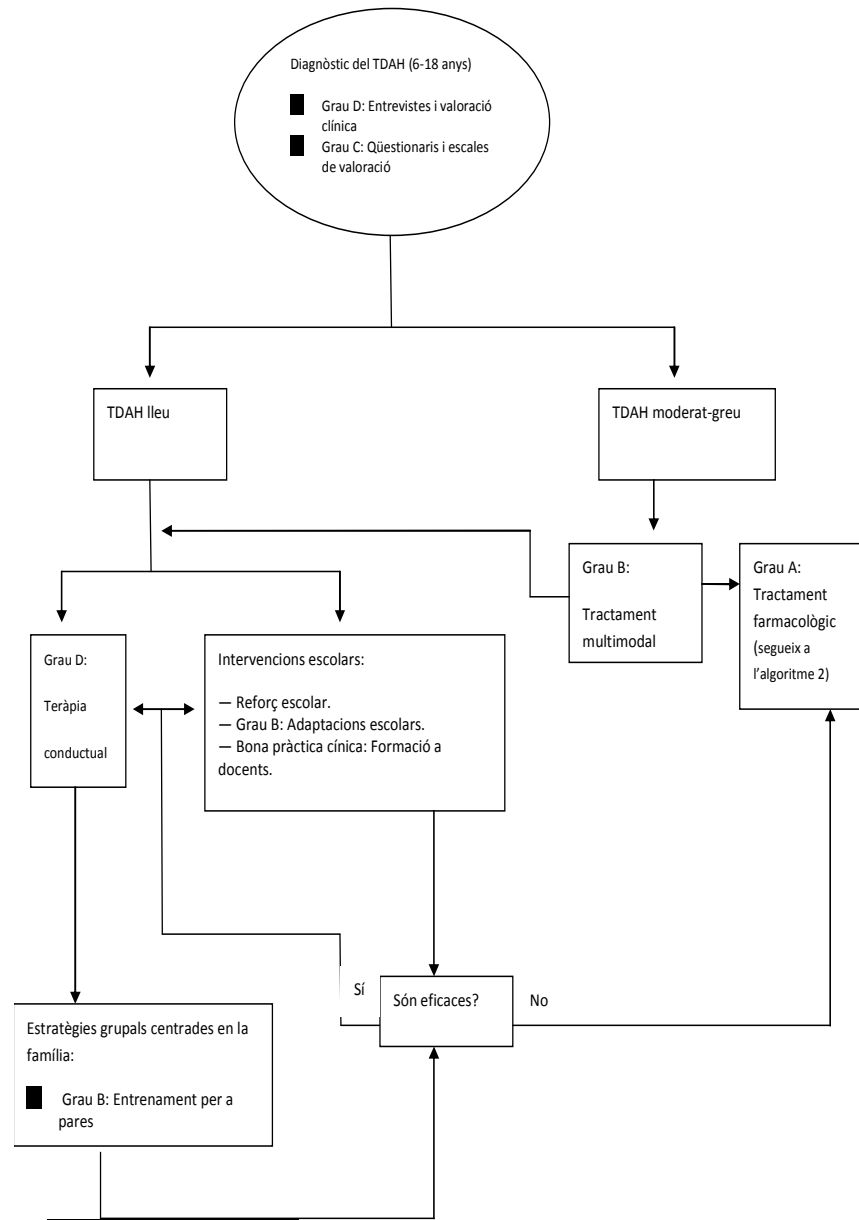 Diagnòstic del TDAH (6-18 anys)
Grau D: Entrevistes i valoració
clínica
Grau C: Qüestionaris i escales
de valoració
TDAH lleu
TDAH moderat-greu
Grau B:
Tractament
multimodal
Grau A:
Tractament
farmacològic
(segueix a
l’algoritme 2)
Grau D:
Teràpia
conductual
Intervencions escolars:
— Reforç escolar.
— Grau B: Adaptacions escolars.
— Bona pràctica cínica: Formació a
docents.
Sí
Són eficaces?
No
Estratègies grupals centrades en la
família:
Grau B: Entrenament per a
pares